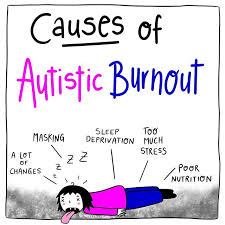 Causes of
Autistic Burnout
MASKING
SLEEP
DEPRIVATION
TOO
MUCH
STRESS
A LOT
OF
CHANGES
Z Z Z
POOR
NUTRITION